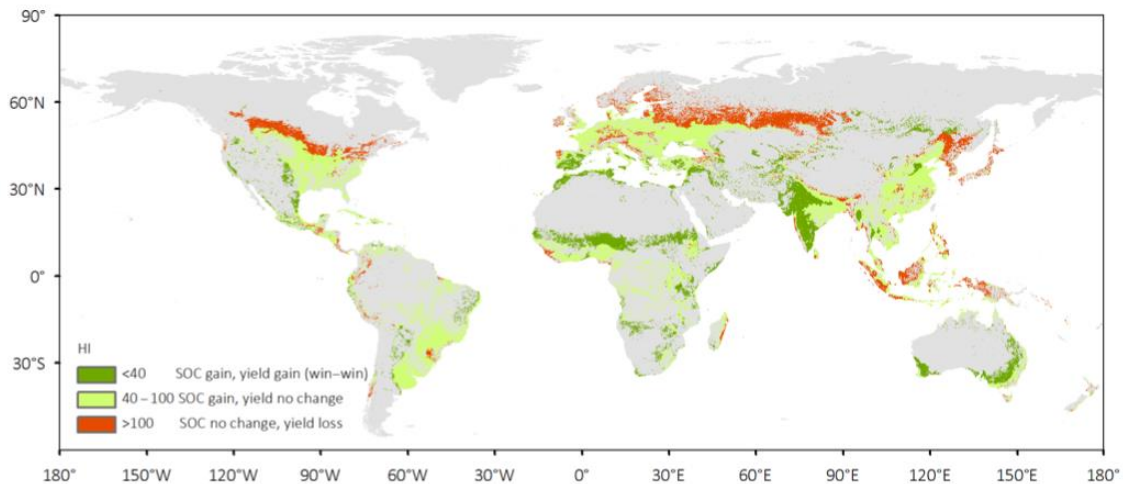 90°
60°N
30°N
0°
30°S
HI
<40 SOC gain, yield gain (win–win)
40 – 100 SOC gain, yield no change
>100 SOC no change, yield loss
180° 150°W 120°W 90°W 60°W 30°W 0° 30°E 60°E 90°E 120°E 150°E 180°